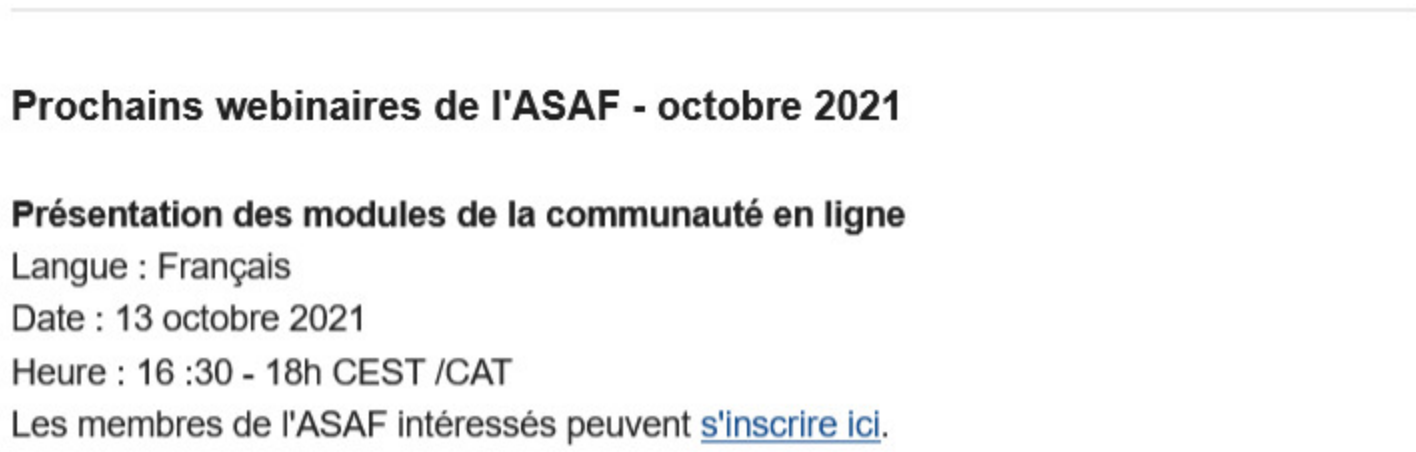 Prochains webinaires de l'ASAF - octobre 2021
Présentation des modules de la communauté en ligne
Langue : Français
Date : 13 octobre 2021
Heure : 16 :30 - 18h CEST /CAT
Les membres de l'ASAF intéressés peuvent s'inscrire ici.